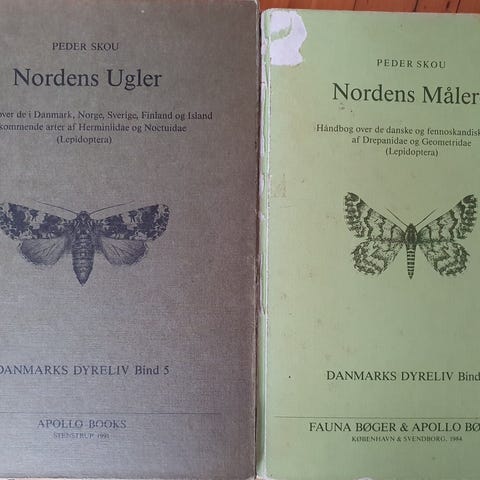 PEDER SKOU
Nordens Ugler
over de i Danmark, Norge, Sverige, Finland og Island
kommende arter af Herminiidae og Noctuidae
(Lepidoptera)
DANMARKS DYRELIV Bind 5
APOLLO BOOKS
STENSTRUP 1991
PEDER SKOU
Nordens Måler
Håndbog over de danske og fennoskandisk
af Drepanidae og Geometridae
(Lepidoptera)
DANMARKS DYRELIV Bind
FAUNA BØGER & APOLLO BØ
KØBENHAVN & SVENDBORG, 1984